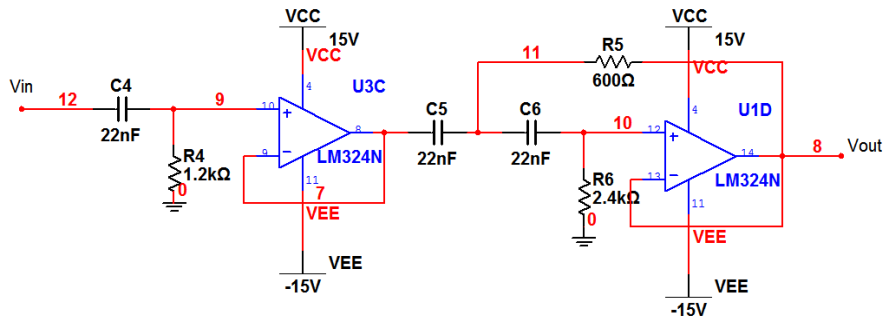 VCC
15V
VCC
VCC
15V
VCC
11
R5
600Ω
Vin
12
C4
22nF
9
10
4
U3C
8
9
LM324N
11
7
VEE
R4
1.2kΩ
0
C5
22nF
C6
22nF
10
12
4
U1D
14
13
LM324N
11
8
Vout
R6
2.4kΩ
0
VEE
VEE
-15V
VEE
-15V